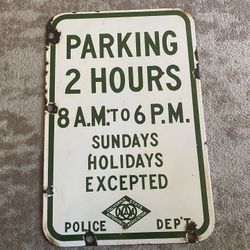 PARKING
2 HOURS
8 A.M. TO 6 P.M.
SUNDAYS
HOLIDAYS
EXCEPTED
POLICE DEP'T.